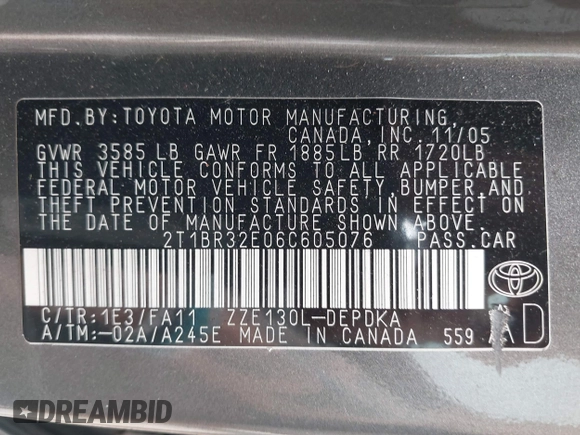 MFD. BY: TOYOTA MOTOR MANUFACTURING,
CANADA, INC. 11/05
GVWR 3585 LB GAWR FR 1885LB RR 1720LB
THIS VEHICLE CONFORMS TO ALL APPLICABLE
FEDERAL MOTOR VEHICLE SAFETY, BUMPER AND
THEFT PREVENTION STANDARDS IN EFFECT ON
THE DATE OF MANUFACTURE SHOWN ABOVE.
2T1BR32E06C605076 PASS.CAR
C/TR:1E3/FA11 ZZE130L-DEPDKA
A/TM:-02A/A245E MADE IN CANADA 559
AD
DREAMBID